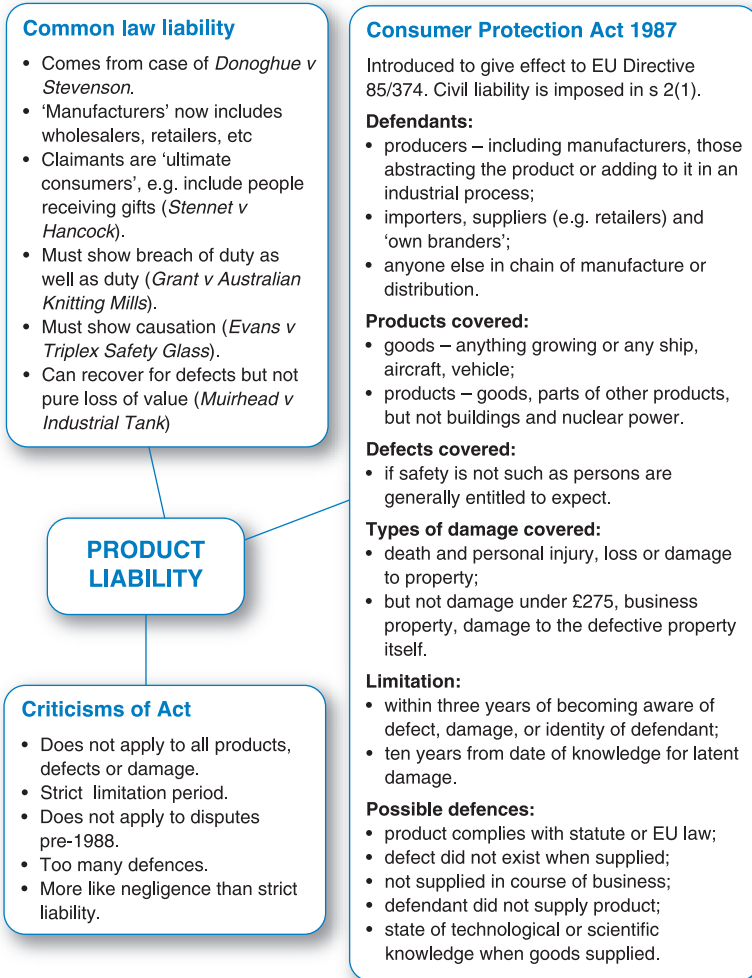 Common law liability
• Comes from case of Donoghue v
Stevenson.
• ‘Manufacturers’ now includes
wholesalers, retailers, etc
• Claimants are ‘ultimate
consumers’, e.g. include people
receiving gifts (Stennet v
Hancock).
• Must show breach of duty as
well as duty (Grant v Australian
Knitting Mills).
• Must show causation (Evans v
Triplex Safety Glass).
• Can recover for defects but not
pure loss of value (Muirhead v
Industrial Tank)
PRODUCT
LIABILITY
Criticisms of Act
• Does not apply to all products,
defects or damage.
• Strict limitation period.
• Does not apply to disputes
pre-1988.
• Too many defences.
• More like negligence than strict
liability.
Consumer Protection Act 1987
Introduced to give effect to EU Directive
85/374. Civil liability is imposed in s 2(1).
Defendants:
• producers – including manufacturers, those
abstracting the product or adding to it in an
industrial process;
• importers, suppliers (e.g. retailers) and
‘own branders’;
• anyone else in chain of manufacture or
distribution.
Products covered:
• goods – anything growing or any ship,
aircraft, vehicle;
• products – goods, parts of other products,
but not buildings and nuclear power.
Defects covered:
• if safety is not such as persons are
generally entitled to expect.
Types of damage covered:
• death and personal injury, loss or damage
to property;
• but not damage under £275, business
property, damage to the defective property
itself.
Limitation:
• within three years of becoming aware of
defect, damage, or identity of defendant;
• ten years from date of knowledge for latent
damage.
Possible defences:
• product complies with statute or EU law;
• defect did not exist when supplied;
• not supplied in course of business;
• defendant did not supply product;
• state of technological or scientific
knowledge when goods supplied.